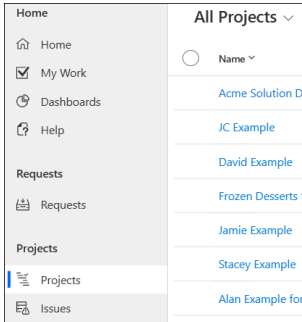 Home
Home
My Work
Dashboards
Help
Requests
Requests
Projects
Projects
Issues
All Projects
Name
Acme Solution
JC Example
David Example
Frozen Desserts
Jamie Example
Stacey Example
Alan Example for